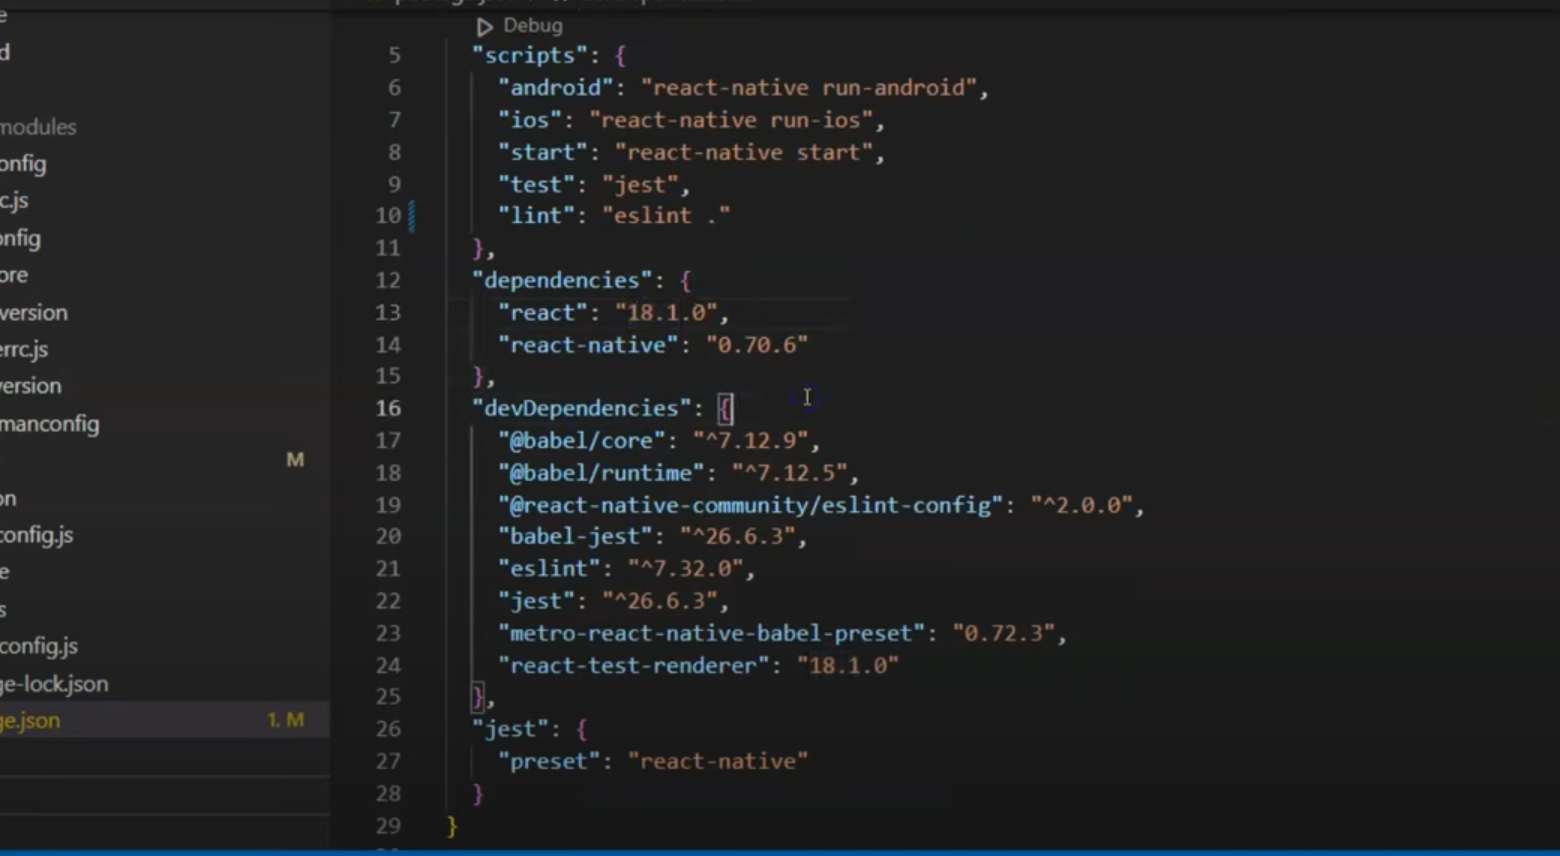 e
d
modules
onfig
c.js
onfig
ore
version
errc.js
version
manconfig
M
on
config.js
e
s
config.js
ge-lock.json
ge.json 1, M
Debug
5 "scripts": {
6 "android": "react-native run-android",
7 "ios": "react-native run-ios",
8 "start": "react-native start",
9 "test": "jest",
10 "lint": "eslint ."
11 },
12 "dependencies": {
13 "react": "18.1.0",
14 "react-native": "0.70.6"
15 },
16 "devDependencies": {
17 "@babel/core": "^7.12.9",
18 "@babel/runtime": "^7.12.5",
19 "@react-native-community/eslint-config": "^2.0.0",
20 "babel-jest": "^26.6.3",
21 "eslint": "^7.32.0",
22 "jest": "^26.6.3",
23 "metro-react-native-babel-preset": "0.72.3",
24 "react-test-renderer": "18.1.0"
25 },
26 "jest": {
27 "preset": "react-native"
28 }
29 }